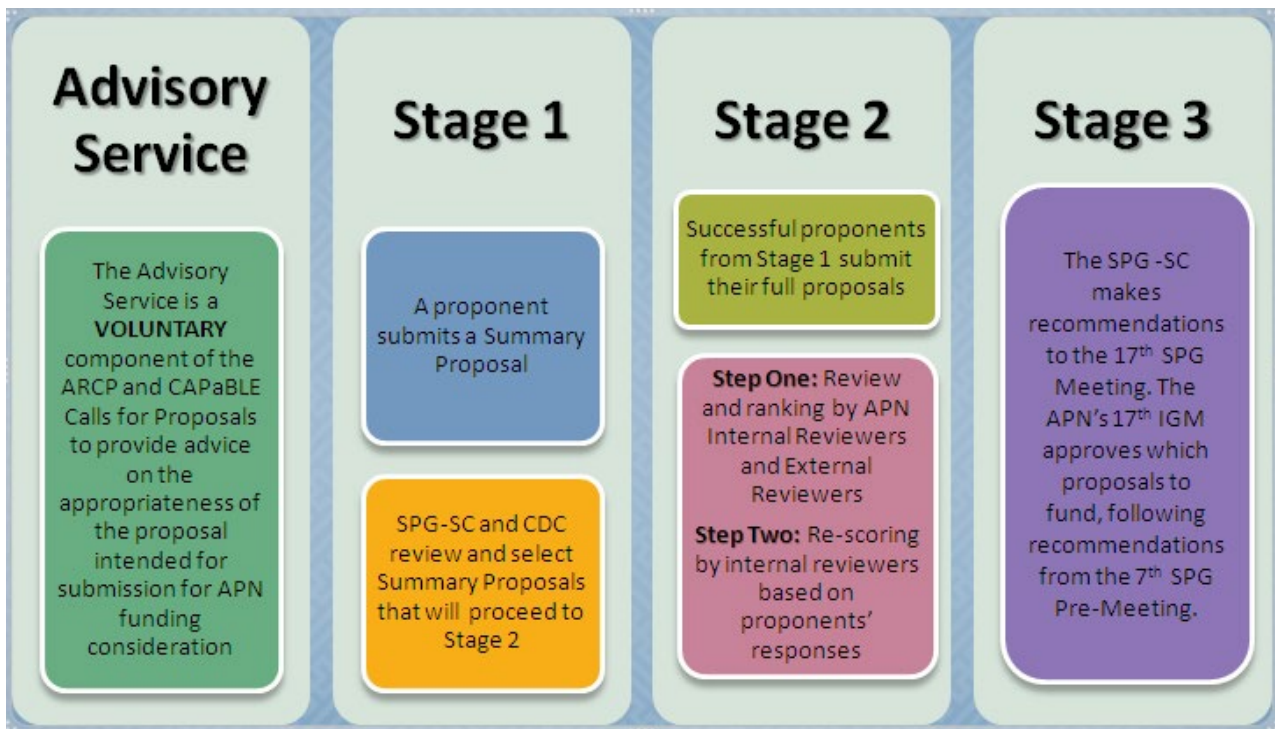 Advisory
Service
The Advisory
Service is a
VOLUNTARY
component of the
ARCP and CAPaBLE
Calls for Proposals
to provide advice
on the
appropriateness of
the proposal
intended for
submission for APN
funding
consideration
Stage 1
A proponent
submits a Summary
Proposal
SPG-SC and CDC
review and select
Summary Proposals
that will proceed to
Stage 2
Stage 2
Successful proponents
from Stage 1 submit
their full proposals
Step One: Review
and ranking by APN
Internal Reviewers
and External
Reviewers
Step Two: Re-scoring
by internal reviewers
based on
proponents'
responses
Stage 3
The SPG -SC
makes
recommendations
to the 17th SPG
Meeting. The
APN's 17th IGM
approves which
proposals to
fund, following
recommendations
from the 7th SPG
Pre-Meeting.